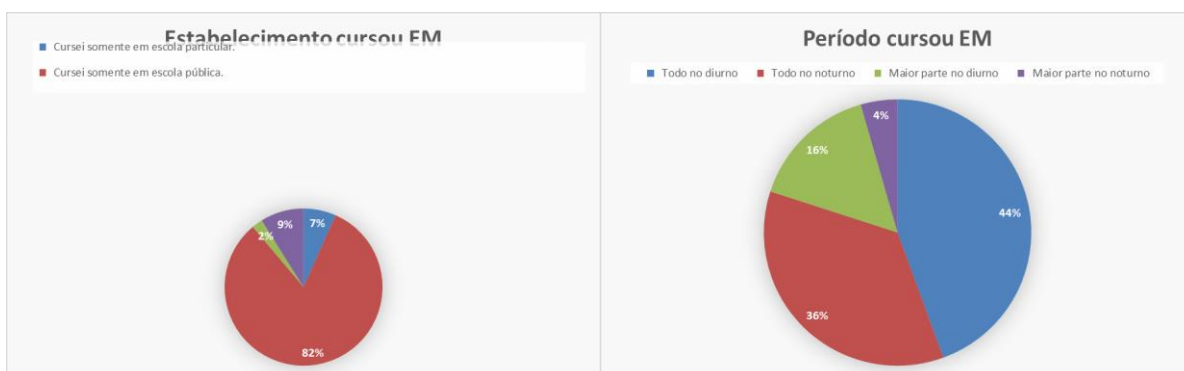 Estabelecimento cursou EM
Cursei somente em escola particular.
Cursei somente em escola pública.
9%
7%
2%
82%
Período cursou EM
Todo no diurno Todo no noturno Maior parte no diurno Maior parte no noturno
4%
16%
44%
36%